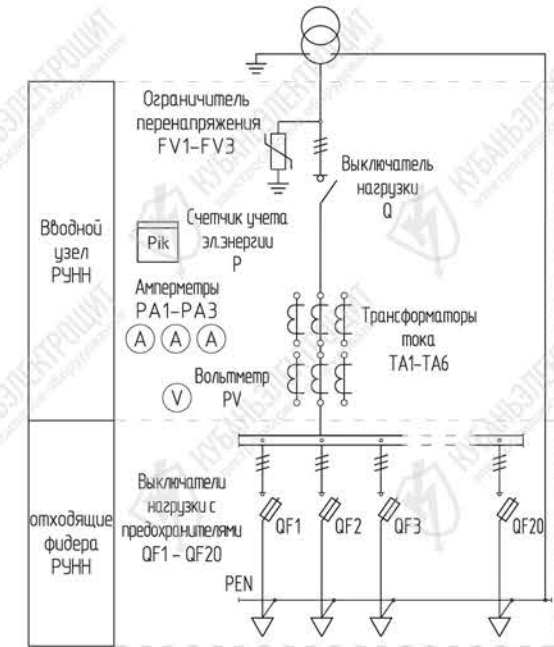 Ограничитель
перенапряжения
FV1-FV3
Выключатель
нагрузки
Q
Вводной
узел
РУНН
Pik
Счетчик учета
эл.энергии
P
Амперметры
PA1-PA3
A A A
Трансформаторы
тока
TA1-TA6
Вольтметр
PV
V
отходящие
фидера
РУНН
Выключатели
нагрузки с
предохранителями
QF1 - QF20
QF1 QF2 QF3 QF20
PEN
КУБАНЬЭЛЕКТРОЩИТ